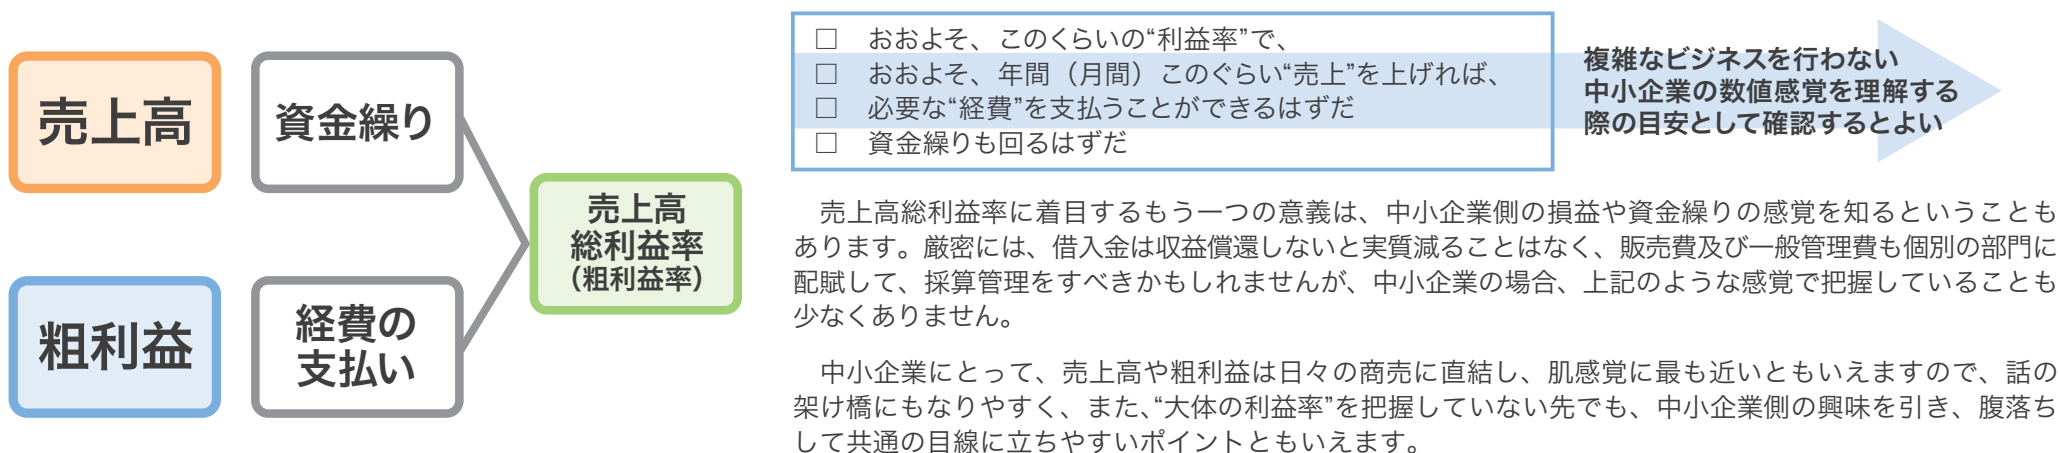 売上高
資金繰り
粗利益
経費の
支払い
売上高
総利益率
（粗利益率）
□ おおよそ、このくらいの“利益率”で、
□ おおよそ、年間（月間）このぐらい“売上”を上げれば、
□ 必要な“経費”を支払うことができるはずだ
□ 資金繰りも回るはずだ
複雑なビジネスを行わない
中小企業の数値感覚を理解する
際の目安として確認するとよい
　売上高総利益率に着目するもう一つの意義は、中小企業側の損益や資金繰りの感覚を知るということも
あります。厳密には、借入金は収益償還しないと実質減ることはなく、販売費及び一般管理費も個別の部門に
配賦して、採算管理をすべきかもしれませんが、中小企業の場合、上記のような感覚で把握していることも
少なくありません。
　中小企業にとって、売上高や粗利益は日々の商売に直結し、肌感覚に最も近いともいえますので、話の
架け橋にもなりやすく、また、“大体の利益率”を把握していない先でも、中小企業側の興味を引き、腹落ち
して共通の目線に立ちやすいポイントともいえます。